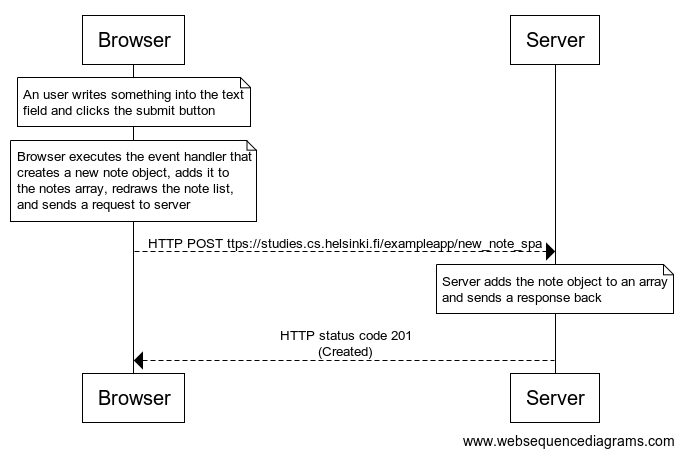 Browser
Server
An user writes something into the text
field and clicks the submit button
Browser executes the event handler that
creates a new note object, adds it to
the notes array, redraws the note list,
and sends a request to server
HTTP POST ttps://studies.cs.helsinki.fi/exampleapp/new_note_spa
Server adds the note object to an array
and sends a response back
HTTP status code 201
(Created)
Browser
Server
www.websequencediagrams.com